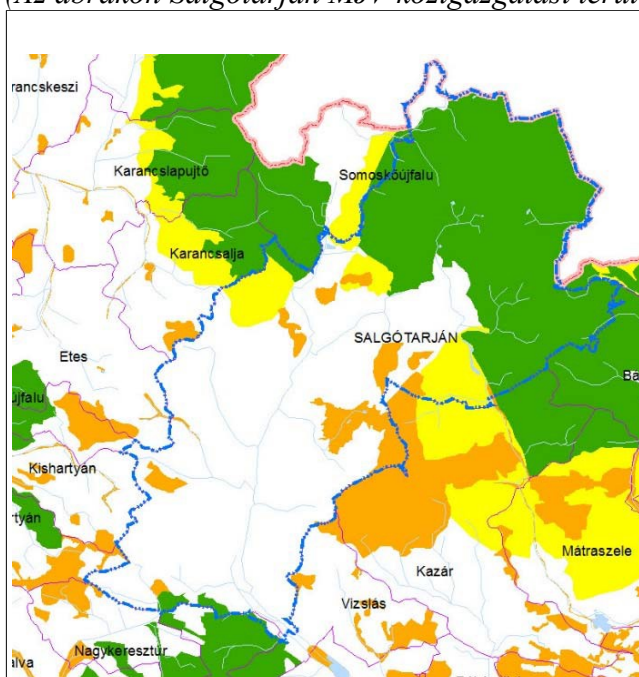 (Az ábrákon Salgótarján MJV közigazgatási terül
rancskeszi
Karancslapujtő
Somoskőújfalu
Karancsalja
SALGÓTARJÁN
Etes
Ba
újfalu
Kishartyán
rtyán
Mátraszele
Kazár
Vizslás
Nagykeresztúr
alva